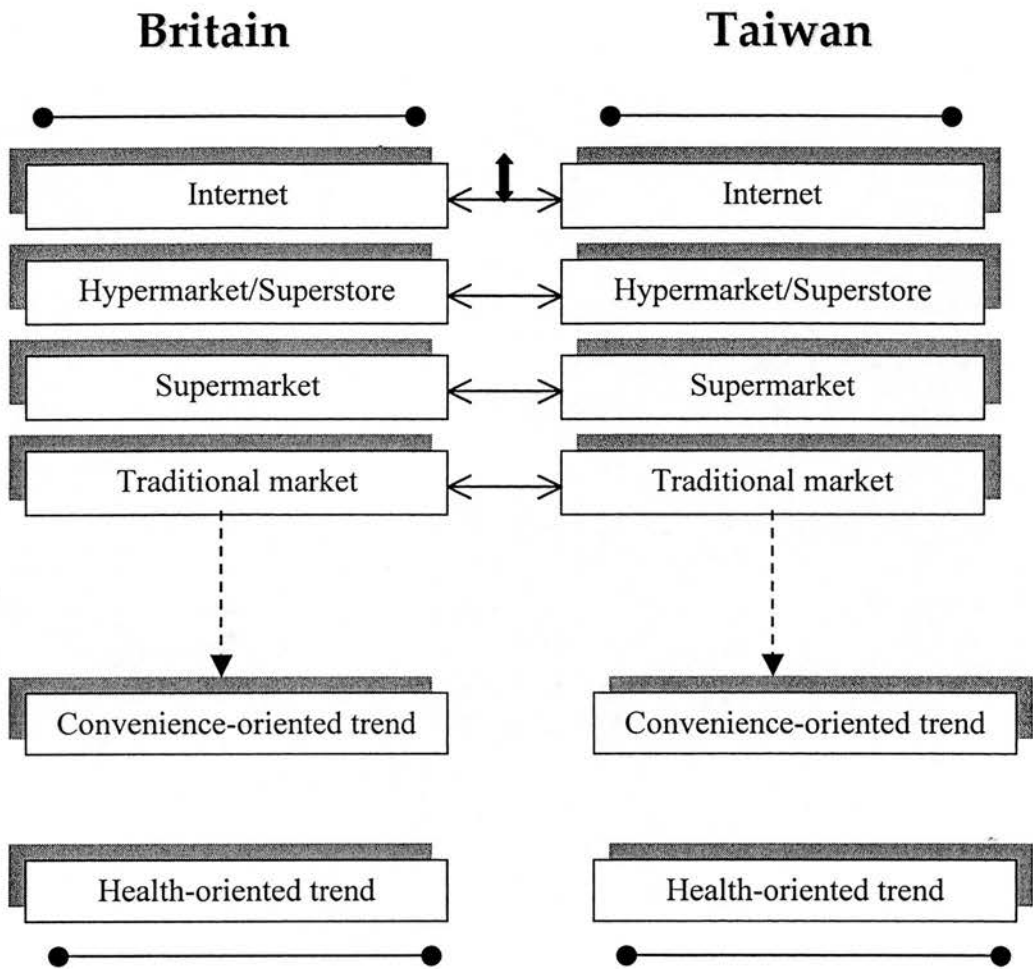 Britain
Taiwan
Internet
Internet
Hypermarket/Superstore
Hypermarket/Superstore
Supermarket
Supermarket
Traditional market
Traditional market
Convenience-oriented trend
Convenience-oriented trend
Health-oriented trend
Health-oriented trend